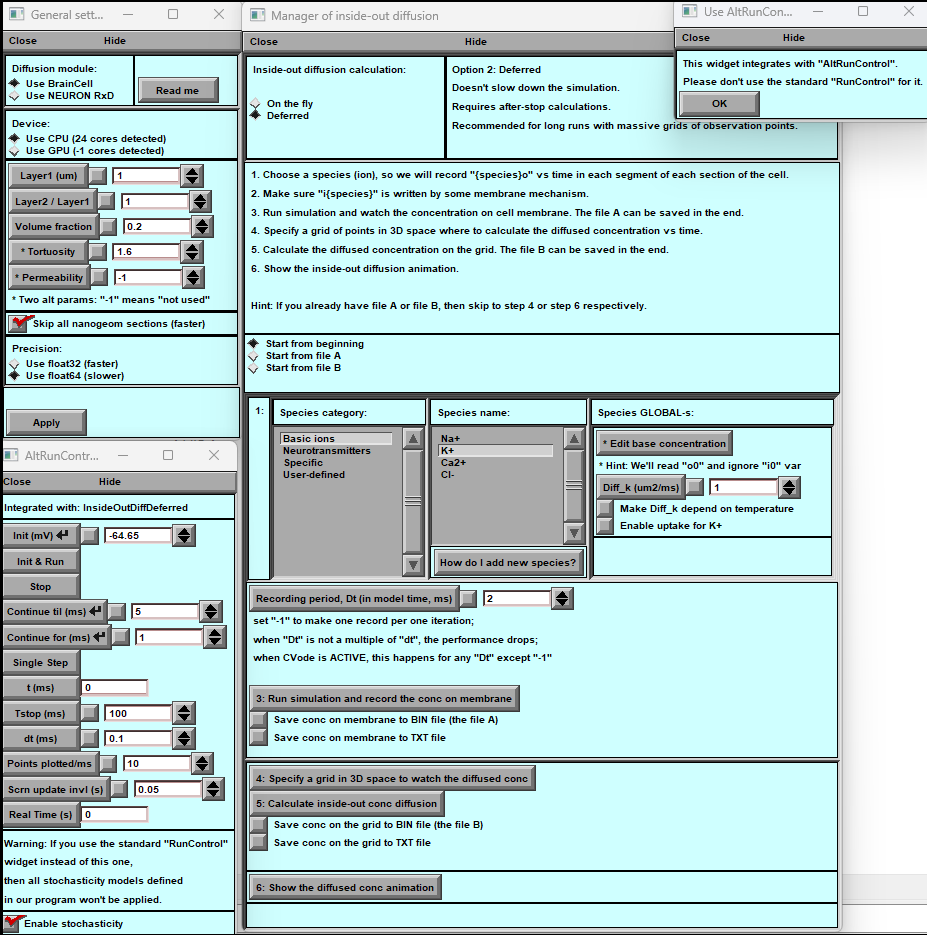 General sett...
Close
Hide
Diffusion module:
Use BrainCell
Use NEURON RxD
Read me
Device:
Use CPU (24 cores detected)
Use GPU (-1 cores detected)
Layer1 (um)
1
Layer2 / Layer1
1
Volume fraction
0.2
* Tortuosity
1.6
* Permeability
-1
* Two alt params: "-1" means "not used"
Skip all nanogeom sections (faster)
Precision:
Use float32 (faster)
Use float64 (slower)
Apply
AltRunContr...
Close
Hide
Integrated with: InsideOutDiffDeferred
Init (mV)
-64.65
Init & Run
Stop
Continue til (ms)
5
Continue for (ms)
1
Single Step
t (ms)
0
Tstop (ms)
100
dt (ms)
0.1
Points plotted/ms
10
Scrn update invl (s)
0.05
Real Time (s)
0
Warning: If you use the standard "RunControl"
widget instead of this one,
then all stochasticity models defined
in our program won't be applied.
Enable stochasticity
Manager of inside-out diffusion
Close
Hide
Inside-out diffusion calculation:
On the fly
Deferred
Option 2: Deferred
Doesn't slow down the simulation.
Requires after-stop calculations.
Recommended for long runs with massive grids of observation points.
1. Choose a species (ion), so we will record "{species}o" vs time in each segment of each section of the cell.
2. Make sure "i{species}" is written by some membrane mechanism.
3. Run simulation and watch the concentration on cell membrane. The file A can be saved in the end.
4. Specify a grid of points in 3D space where to calculate the diffused concentration vs time.
5. Calculate the diffused concentration on the grid. The file B can be saved in the end.
6. Show the inside-out diffusion animation.
Hint: If you already have file A or file B, then skip to step 4 or step 6 respectively.
Start from beginning
Start from file A
Start from file B
1:
Species category:
Basic ions
Neurotransmitters
Specific
User-defined
Species name:
Na+
K+
Ca2+
Cl-
How do I add new species?
Species GLOBAL-s:
* Edit base concentration
* Hint: We'll read "o0" and ignore "i0" var
Diff_k (um2/ms)
1
Make Diff_k depend on temperature
Enable uptake for K+
Recording period, Dt (in model time, ms)
2
set "-1" to make one record per one iteration;
when "Dt" is not a multiple of "dt", the performance drops;
when CVode is ACTIVE, this happens for any "Dt" except "-1"
3: Run simulation and record the conc on membrane
Save conc on membrane to BIN file (the file A)
Save conc on membrane to TXT file
4: Specify a grid in 3D space to watch the diffused conc
5: Calculate inside-out conc diffusion
Save conc on the grid to BIN file (the file B)
Save conc on the grid to TXT file
6: Show the diffused conc animation
Use AltRunCon...
Close
Hide
This widget integrates with "AltRunControl".
Please don't use the standard "RunControl" for it.
OK